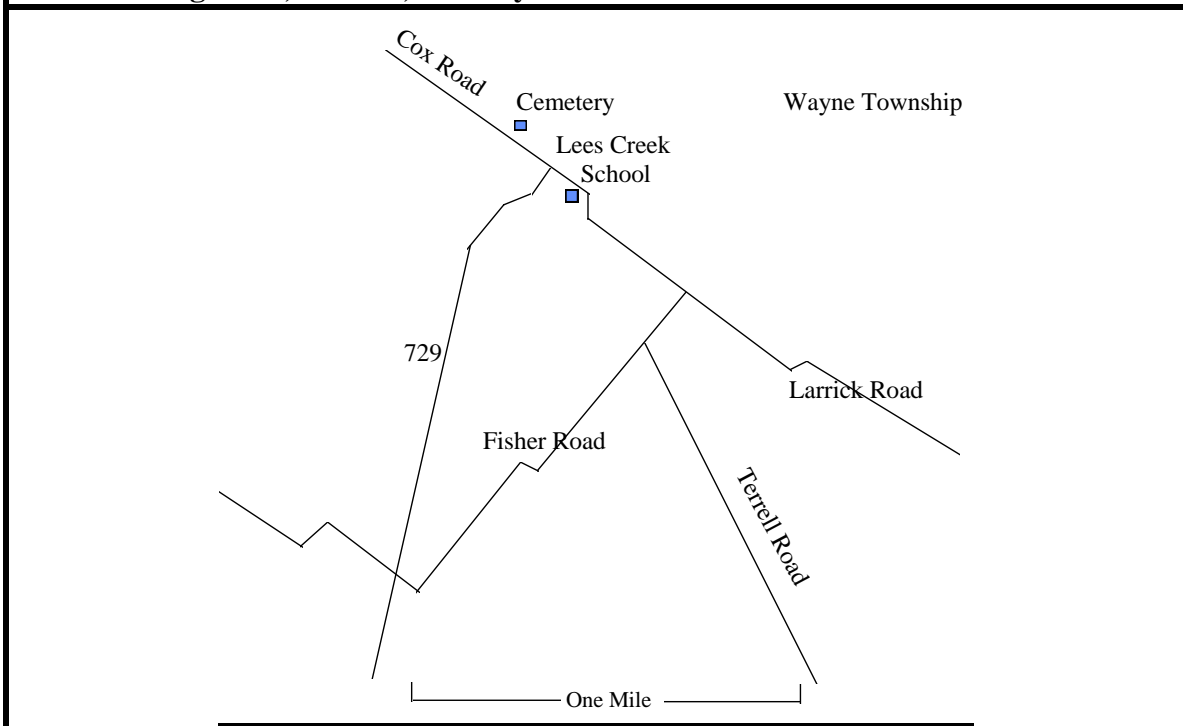 Cox Road
Cemetery
Wayne Township
Lees Creek
School
729
Larrick Road
Fisher Road
Terrell Road
One Mile